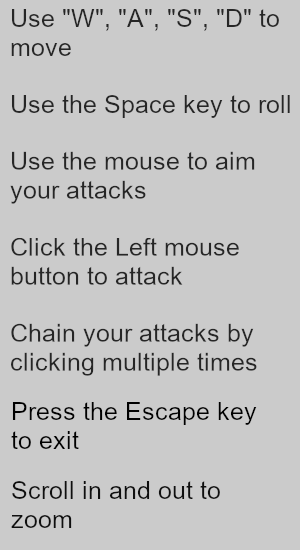 Use "W", "A", "S", "D" to
move
Use the Space key to roll
Use the mouse to aim
your attacks
Click the Left mouse
button to attack
Chain your attacks by
clicking multiple times
Press the Escape key
to exit
Scroll in and out to
zoom